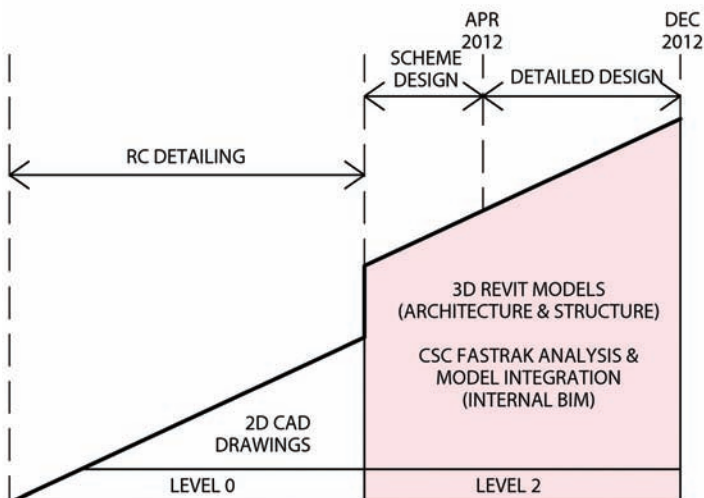 APR
2012
DEC
2012
SCHEME
DESIGN
DETAILED DESIGN
RC DETAILING
3D REVIT MODELS
(ARCHITECTURE & STRUCTURE)
CSC FASTRAK ANALYSIS &
MODEL INTEGRATION
(INTERNAL BIM)
2D CAD
DRAWINGS
LEVEL 0
LEVEL 2